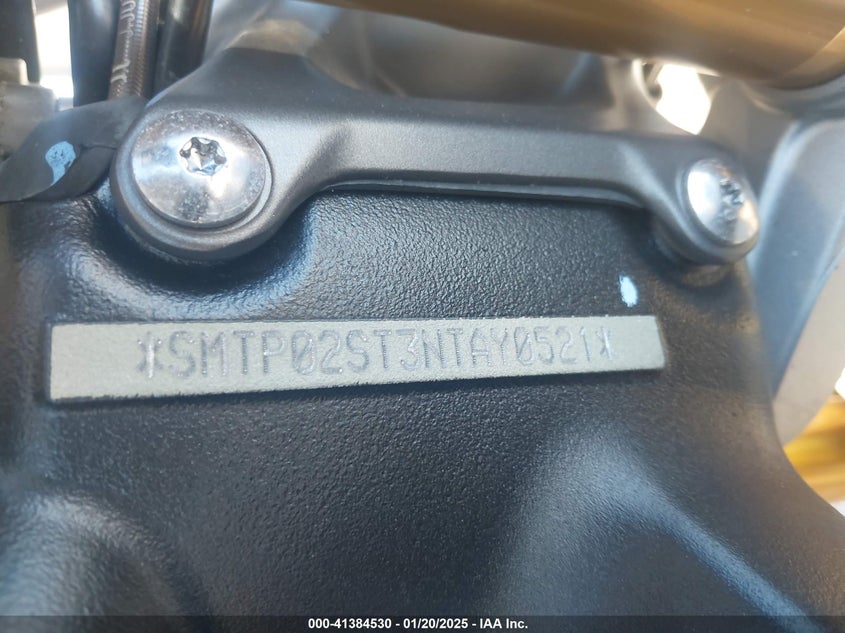 *SMTP02ST3NTAY0521*
000-41384530 - 01/20/2025 - IAA Inc.